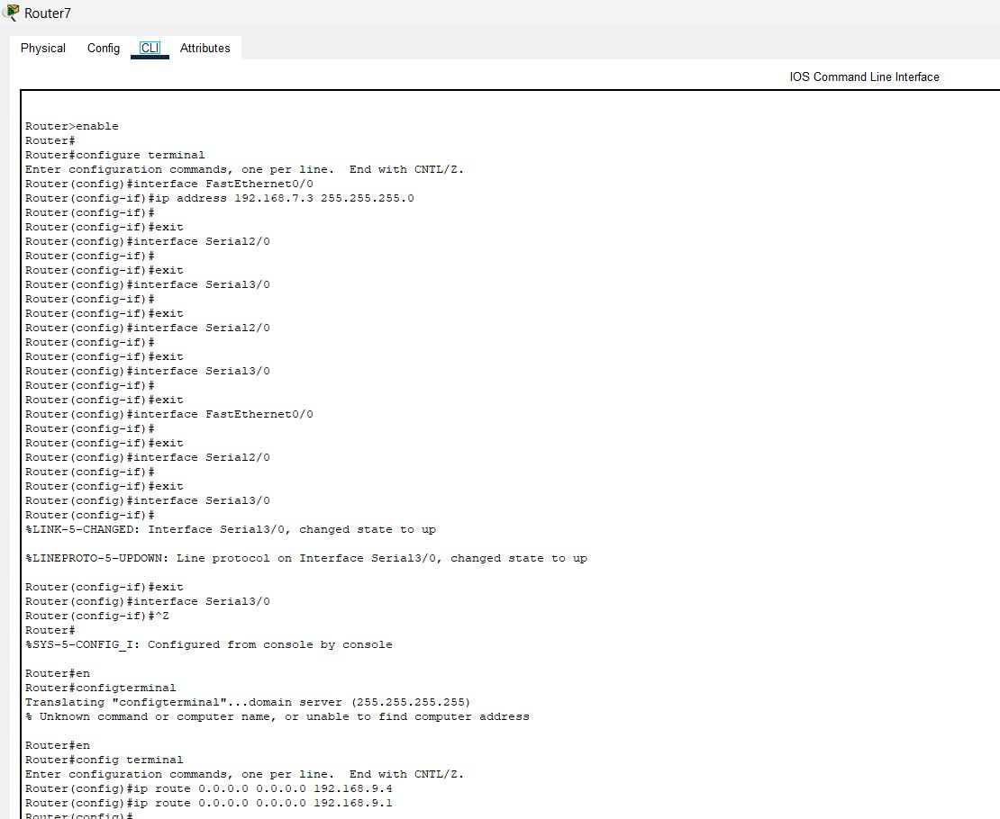 Router7
Physical Config CLI Attributes
IOS Command Line Interface
Router>enable
Router#
Router#configure terminal
Enter configuration commands, one per line.  End with CNTL/Z.
Router(config)#interface FastEthernet0/0
Router(config-if)#ip address 192.168.7.3 255.255.255.0
Router(config-if)#
Router(config-if)#exit
Router(config)#interface Serial2/0
Router(config-if)#
Router(config-if)#exit
Router(config)#interface Serial3/0
Router(config-if)#
Router(config-if)#exit
Router(config)#interface Serial2/0
Router(config-if)#
Router(config-if)#exit
Router(config)#interface Serial3/0
Router(config-if)#
Router(config-if)#exit
Router(config)#interface FastEthernet0/0
Router(config-if)#
Router(config-if)#exit
Router(config)#interface Serial2/0
Router(config-if)#
Router(config-if)#exit
Router(config)#interface Serial3/0
Router(config-if)#
%LINK-5-CHANGED: Interface Serial3/0, changed state to up
%LINEPROTO-5-UPDOWN: Line protocol on Interface Serial3/0, changed state to up
Router(config-if)#exit
Router(config)#interface Serial3/0
Router(config-if)#^Z
Router#
%SYS-5-CONFIG_I: Configured from console by console
Router#en
Router#configterminal
Translating "configterminal"...domain server (255.255.255.255)
% Unknown command or computer name, or unable to find computer address
Router#en
Router#config terminal
Enter configuration commands, one per line.  End with CNTL/Z.
Router(config)#ip route 0.0.0.0 0.0.0.0 192.168.9.4
Router(config)#ip route 0.0.0.0 0.0.0.0 192.168.9.1
Router(config)#